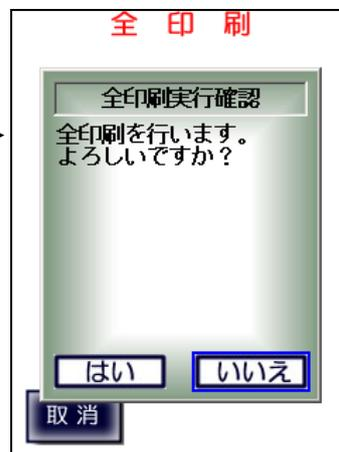 全 印 刷
全印刷実行確認
全印刷を行います。
よろしいですか？
はい
いいえ
取 消